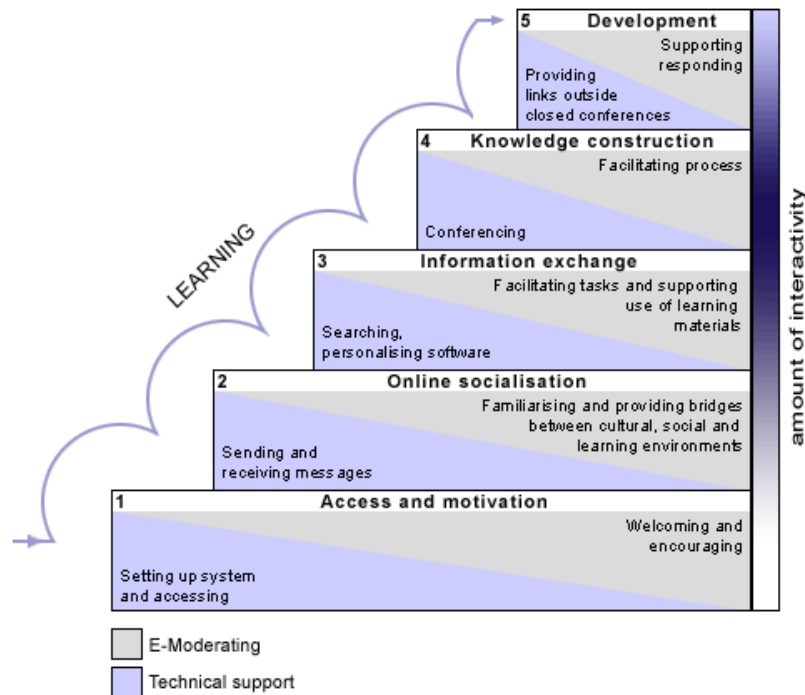 5 Development
Supporting
responding
Providing
links outside
closed conferences
4 Knowledge construction
Facilitating process
Conferencing
LEARNING
3 Information exchange
Facilitating tasks and supporting
use of learning
materials
Searching,
personalising software
2 Online socialisation
Familiarising and providing bridges
between cultural, social and
learning environments
Sending and
receiving messages
1 Access and motivation
Welcoming and
encouraging
Setting up system
and accessing
amount of interactivity
E-Moderating
Technical support